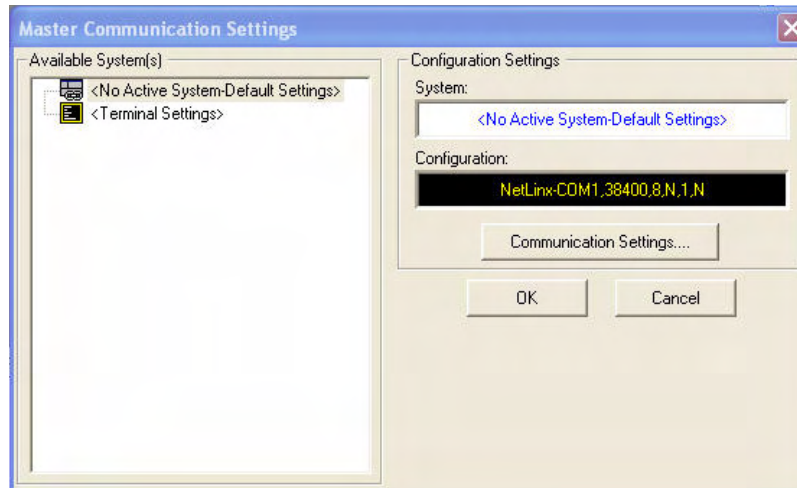 Master Communication Settings
Available System(s)
<No Active System-Default Settings>
<Terminal Settings>
Configuration Settings
System:
<No Active System-Default Settings>
Configuration:
NetLinx-COM1,38400,8,N,1,N
Communication Settings....
OK
Cancel